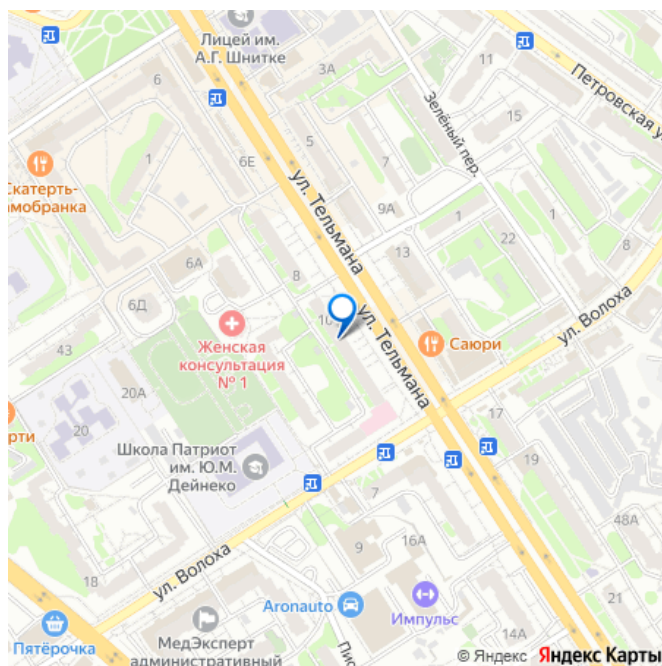 Лицей им.
А.Г. Шнитке
3А
11
Петровская у
6
15
Зелёный пер.
5
1
6Е
7
Скатерть-
амобранка
ул. Тельмана
9А
1
22
6А
8
13
8
6Д
10
ул. Тельмана
Саюри
ул. Волоха
43
Женская
консультация
№ 1
20А
20
рти
17
Школа Патриот
им. Ю.М.
Дейнеко
19
7
48А
16А
9
18
ул. Волоха
21
Aronauto
Импульс
Пятёрочка
МедЭксперт
административный
Пис
14А
© Яндекс Яндекс Карты